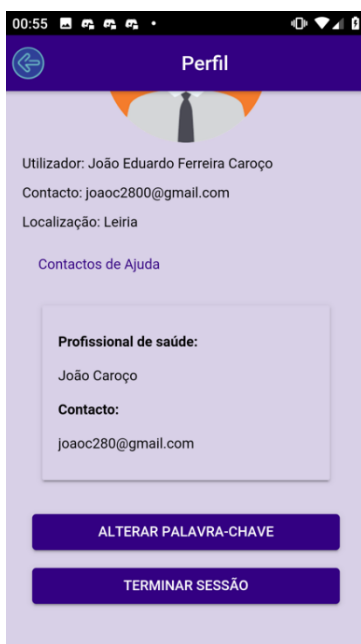 00:55
Perfil
Utilizador: João Eduardo Ferreira Caroço
Contacto: joaoc2800@gmail.com
Localização: Leiria
Contactos de Ajuda
Profissional de saúde:
João Caroço
Contacto:
joaoc280@gmail.com
ALTERAR PALAVRA-CHAVE
TERMINAR SESSÃO